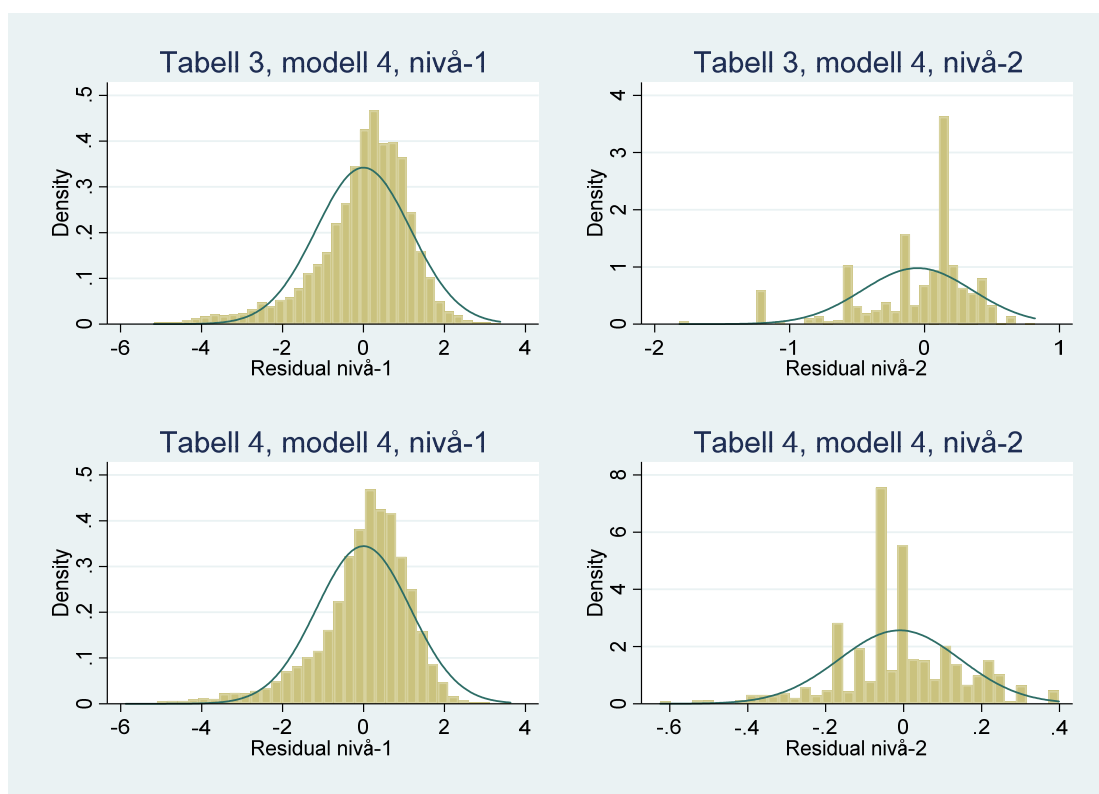 Tabell 3, modell 4, nivå-1
Density
.5
.4
.3
.2
.1
0
-6 -4 -2 0 2 4
Residual nivå-1
Tabell 3, modell 4, nivå-2
Density
4
3
2
1
0
-2 -1 0 1
Residual nivå-2
Tabell 4, modell 4, nivå-1
Density
.5
.4
.3
.2
.1
0
-6 -4 -2 0 2 4
Residual nivå-1
Tabell 4, modell 4, nivå-2
Density
8
6
4
2
0
-.6 -.4 -.2 0 .2 .4
Residual nivå-2